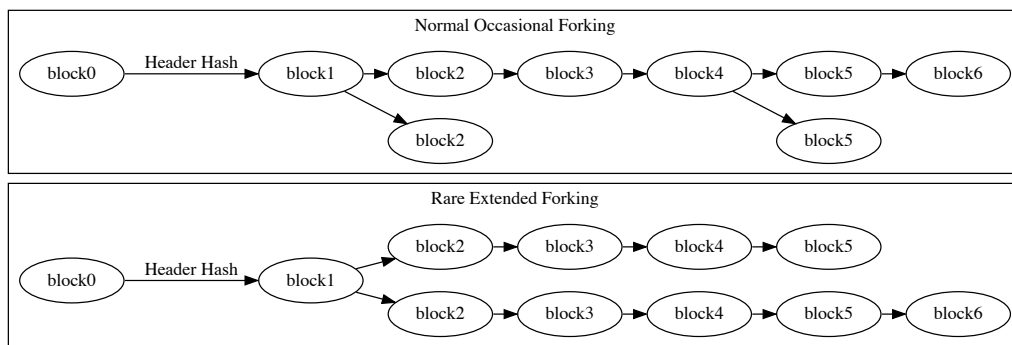 Normal Occasional Forking
block0 Header Hash block1 block2 block3 block4 block5 block6
block2 block5
Rare Extended Forking
block2 block3 block4 block5
block0 Header Hash block1
block2 block3 block4 block5 block6